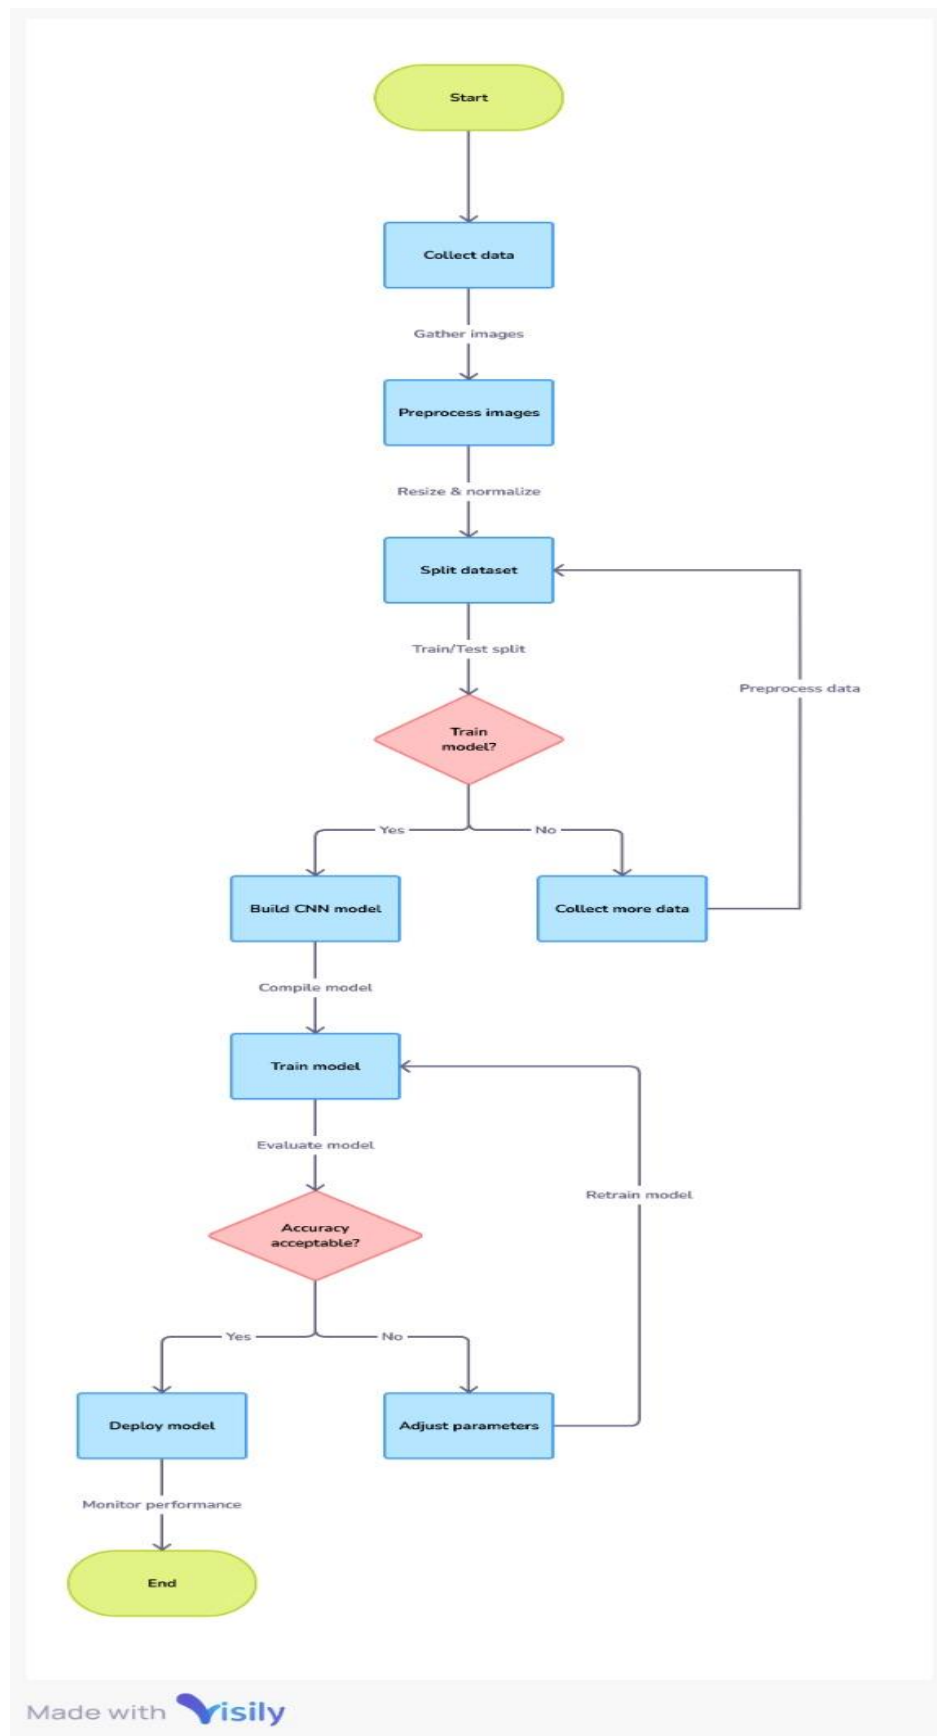 Start
Collect data
Gather images
Preprocess images
Resize & normalize
Split dataset
Train/Test split
Preprocess data
Train
model?
Yes
No
Build CNN model
Collect more data
Compile model
Train model
Evaluate model
Retrain model
Accuracy
acceptable?
Yes
No
Deploy model
Adjust parameters
Monitor performance
End
Made with Visily